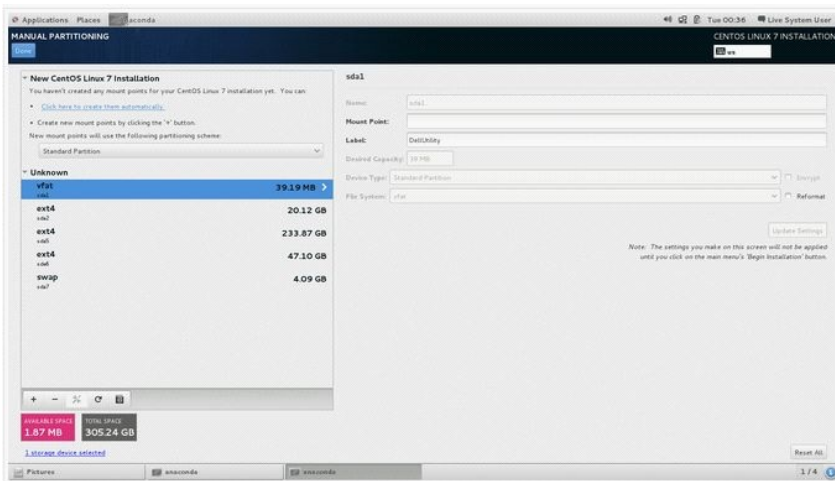 Applications Places anaconda Tue 00:36 Live System User
MANUAL PARTITIONING
CENTOS LINUX 7 INSTALLATION
Done
us
New CentOS Linux 7 Installation
You haven't created any mount points for your CentOS Linux 7 installation yet. You can:
• Click here to create them automatically.
• Create new mount points by clicking the '+' button.
New mount points will use the following partitioning scheme:
Standard Partition
Unknown
vfat
sda1
39.19 MB
ext4
sda2
20.12 GB
ext4
sda5
233.87 GB
ext4
sda6
47.10 GB
swap
sda7
4.09 GB
+ -
AVAILABLE SPACE
1.87 MB
TOTAL SPACE
305.24 GB
1 storage device selected
sda1
Name: sda1
Mount Point:
Label: DellUtility
Desired Capacity: 39 MB
Device Type: Standard Partition Encrypt
File System: vfat Reformat
Update Settings
Note: The settings you make on this screen will not be applied
until you click on the main menu's 'Begin Installation' button.
Reset All
Pictures anaconda anaconda 1 / 4